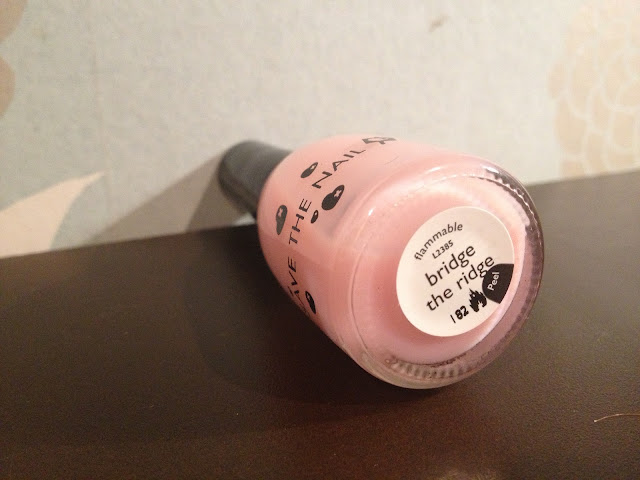 AVE THE NAIL
flammable
L2385
bridge
the ridge
182
Peel